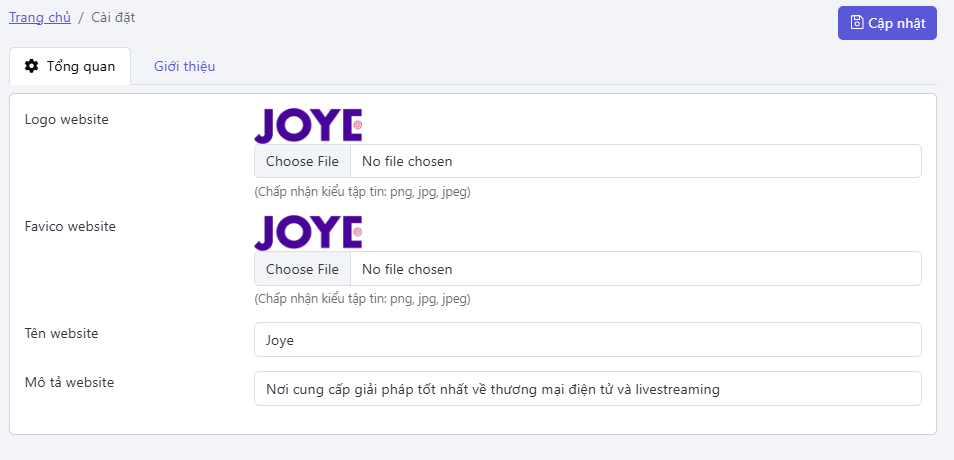 Trang chủ / Cài đặt
Cập nhật
Tổng quan
Giới thiệu
Logo website
JOYE
Choose File No file chosen
(Chấp nhận kiểu tập tin: png, jpg, jpeg)
Favico website
JOYE
Choose File No file chosen
(Chấp nhận kiểu tập tin: png, jpg, jpeg)
Tên website
Joye
Mô tả website
Nơi cung cấp giải pháp tốt nhất về thương mại điện tử và livestreaming